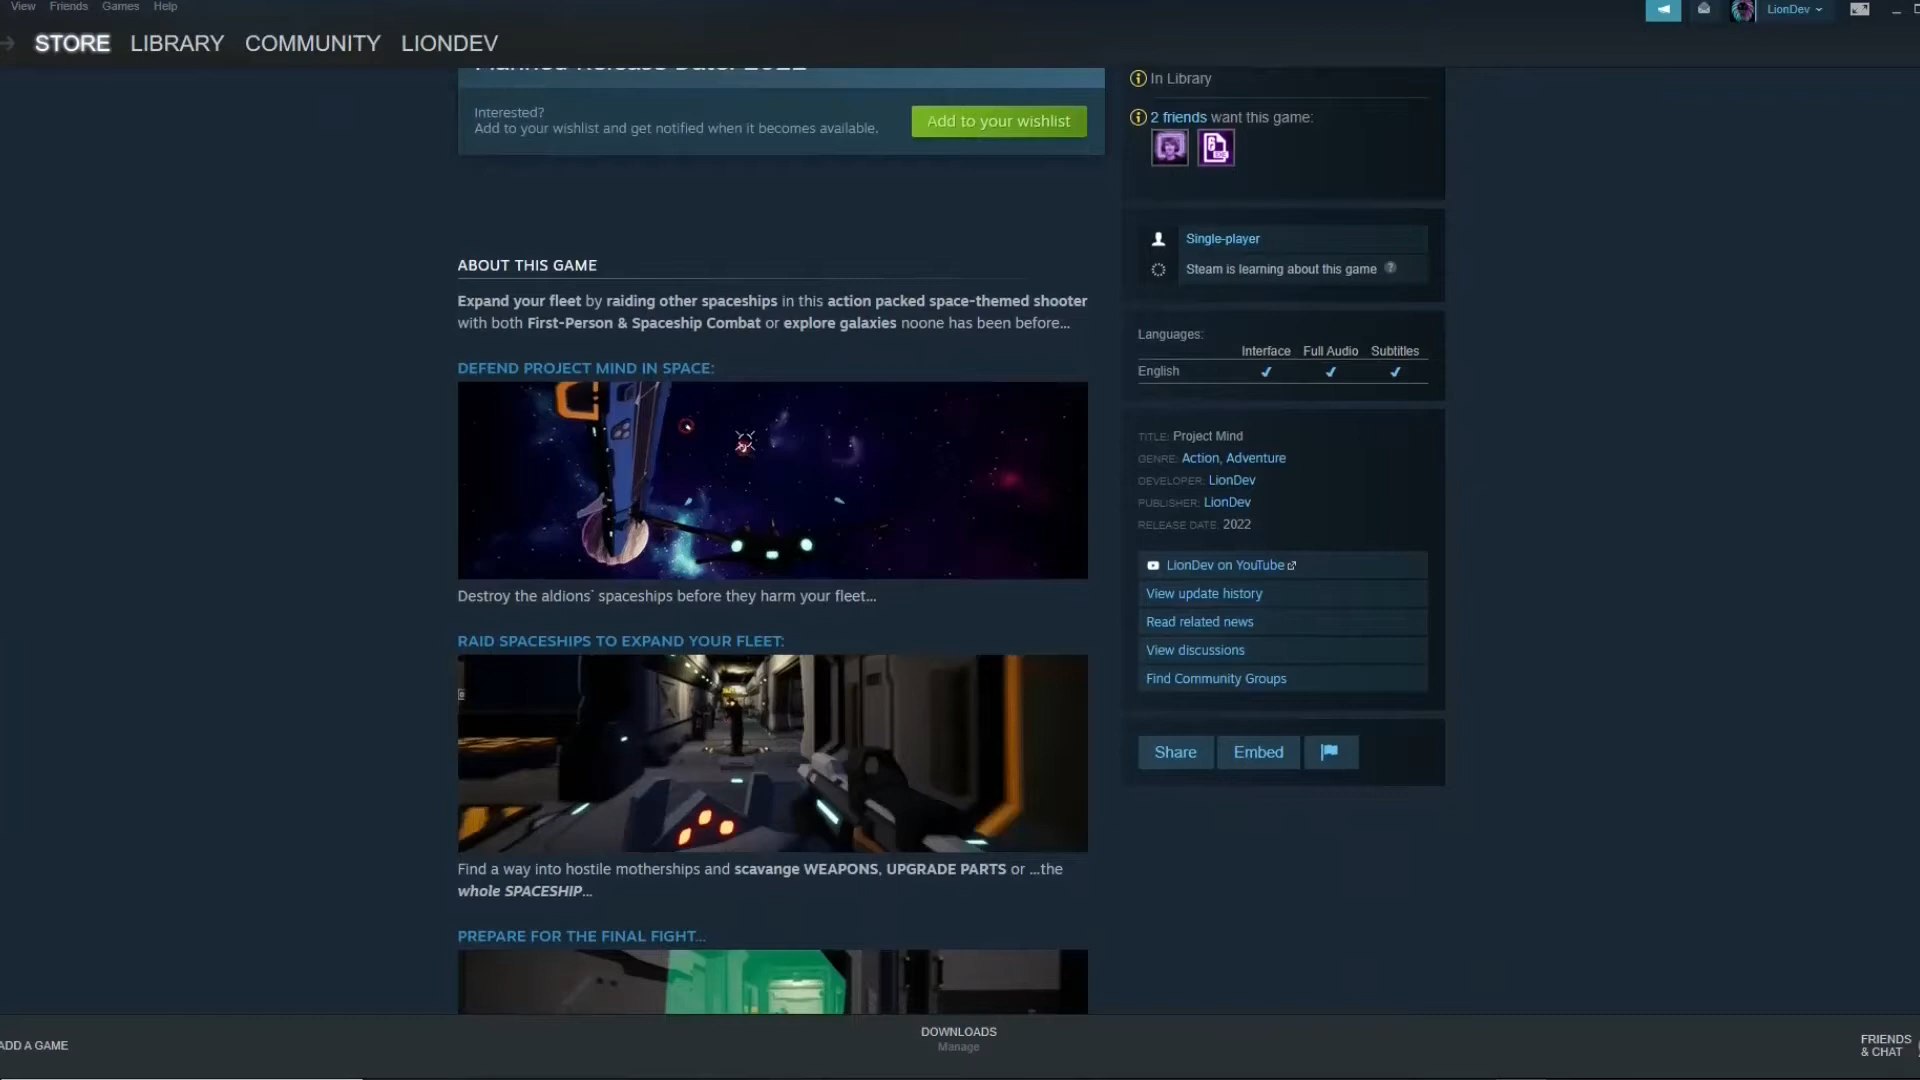 View Friends Games Help
LionDev
STORE LIBRARY COMMUNITY LIONDEV
Planned Release Date: 2022
Interested?
Add to your wishlist and get notified when it becomes available.
Add to your wishlist
In Library
2 friends want this game:
Single-player
Steam is learning about this game ?
ABOUT THIS GAME
Expand your fleet by raiding other spaceships in this action packed space-themed shooter
with both First-Person & Spaceship Combat or explore galaxies noone has been before...
DEFEND PROJECT MIND IN SPACE:
Destroy the aldions` spaceships before they harm your fleet...
RAID SPACESHIPS TO EXPAND YOUR FLEET:
Find a way into hostile motherships and scavange WEAPONS, UPGRADE PARTS or ...the
whole SPACESHIP...
PREPARE FOR THE FINAL FIGHT...
Languages:
Interface Full Audio Subtitles
English ✔ ✔ ✔
TITLE: Project Mind
GENRE: Action, Adventure
DEVELOPER: LionDev
PUBLISHER: LionDev
RELEASE DATE: 2022
LionDev on YouTube
View update history
Read related news
View discussions
Find Community Groups
Share Embed
ADD A GAME
DOWNLOADS
Manage
FRIENDS
& CHAT